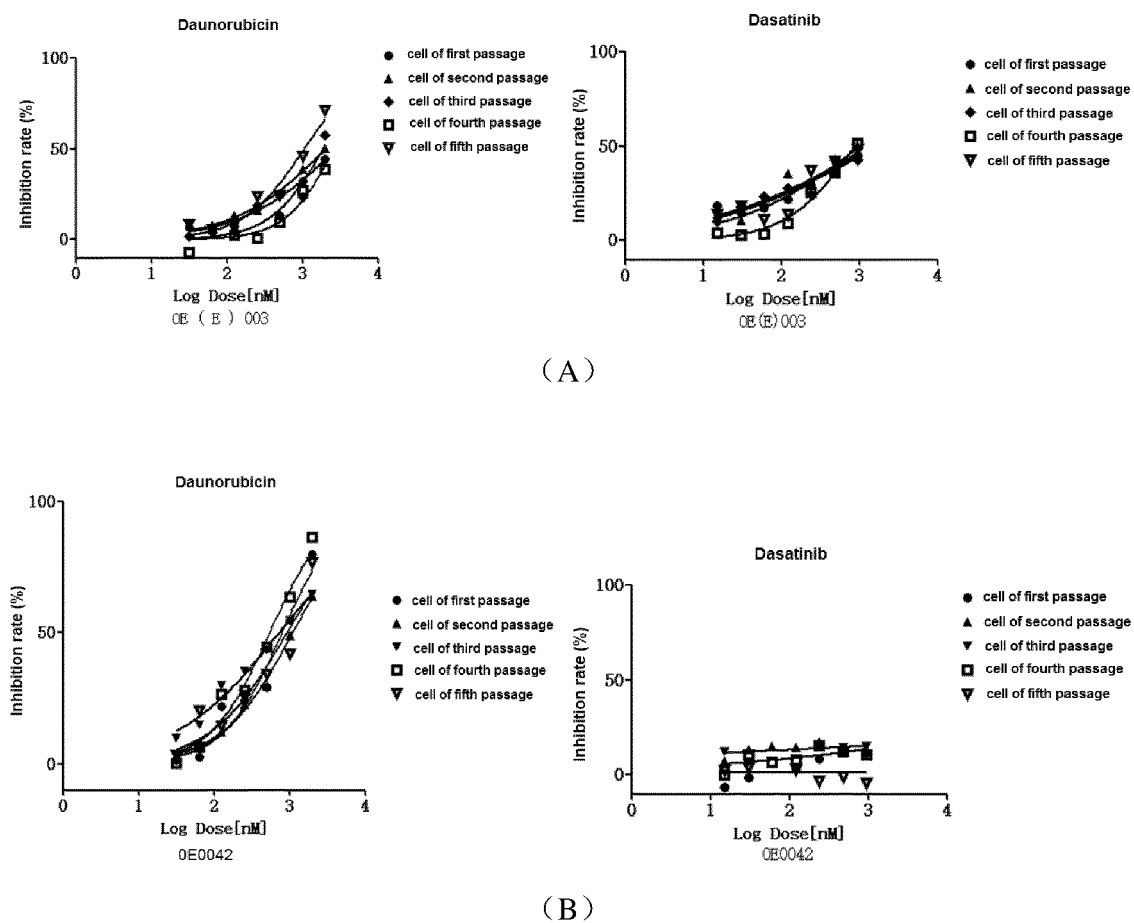 Daunorubicin
100
50
0
0 1 2 3 4
Inhibition rate (%)
Log Dose[nM]
OE ( E ) 003
cell of first passage
cell of second passage
cell of third passage
cell of fourth passage
cell of fifth passage
Dasatinib
100
50
0
0 1 2 3 4
Inhibition rate (%)
Log Dose[nM]
OE(E)003
cell of first passage
cell of second passage
cell of third passage
cell of fourth passage
cell of fifth passage
(A)
Daunorubicin
100
50
0
0 1 2 3 4
Inhibition rate (%)
Log Dose[nM]
OE0042
cell of first passage
cell of second passage
cell of third passage
cell of fourth passage
cell of fifth passage
Dasatinib
100
50
0
0 1 2 3 4
Inhibition rate (%)
Log Dose[nM]
OE0042
cell of first passage
cell of second passage
cell of third passage
cell of fourth passage
cell of fifth passage
(B)